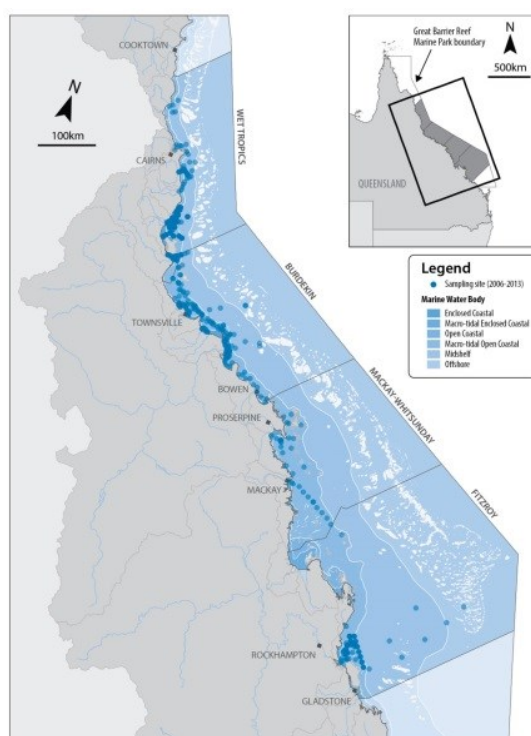 COOKTOWN
N
100km
CAIRNS
WET TROPICS
BURDEKIN
TOWNSVILLE
BOWEN
PROSERPINE
MACKAY-WHITSUNDAY
MACKAY
FITZROY
ROCKHAMPTON
GLADSTONE
Great Barrier Reef
Marine Park boundary
N
500km
QUEENSLAND
Legend
Sampling site (2006-2013)
Marine Water Body
Enclosed Coastal
Macro-tidal Enclosed Coastal
Open Coastal
Macro-tidal Open Coastal
Midshelf
Offshore